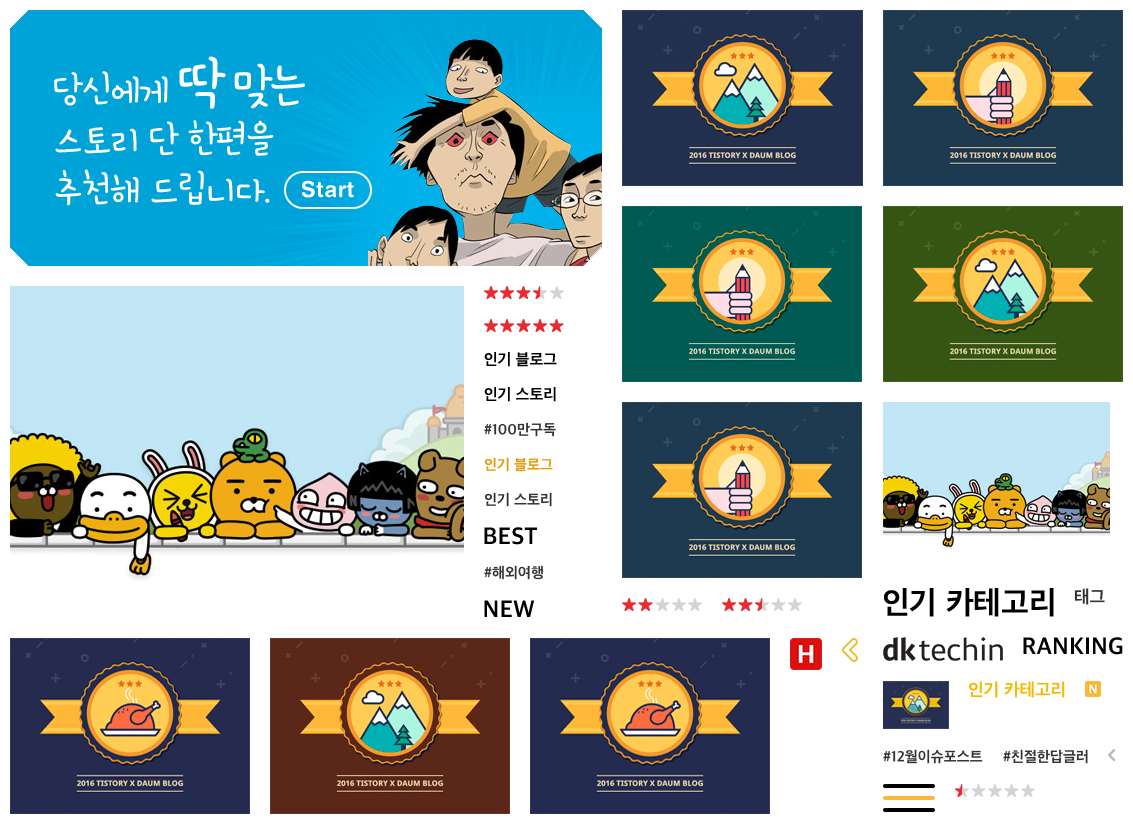 당신에게 딱 맞는
스토리 단 한편을
추천해 드립니다. Start
2016 TISTORY X DAUM BLOG
2016 TISTORY X DAUM BLOG
2016 TISTORY X DAUM BLOG
2016 TISTORY X DAUM BLOG
인기 블로그
인기 스토리
#100만구독
인기 블로그
인기 스토리
BEST
#해외여행
NEW
2016 TISTORY X DAUM BLOG
인기 카테고리 태그
dktechin RANKING
인기 카테고리 N
#12월이슈포스트 #친절한답글러
H
2016 TISTORY X DAUM BLOG
2016 TISTORY X DAUM BLOG
2016 TISTORY X DAUM BLOG